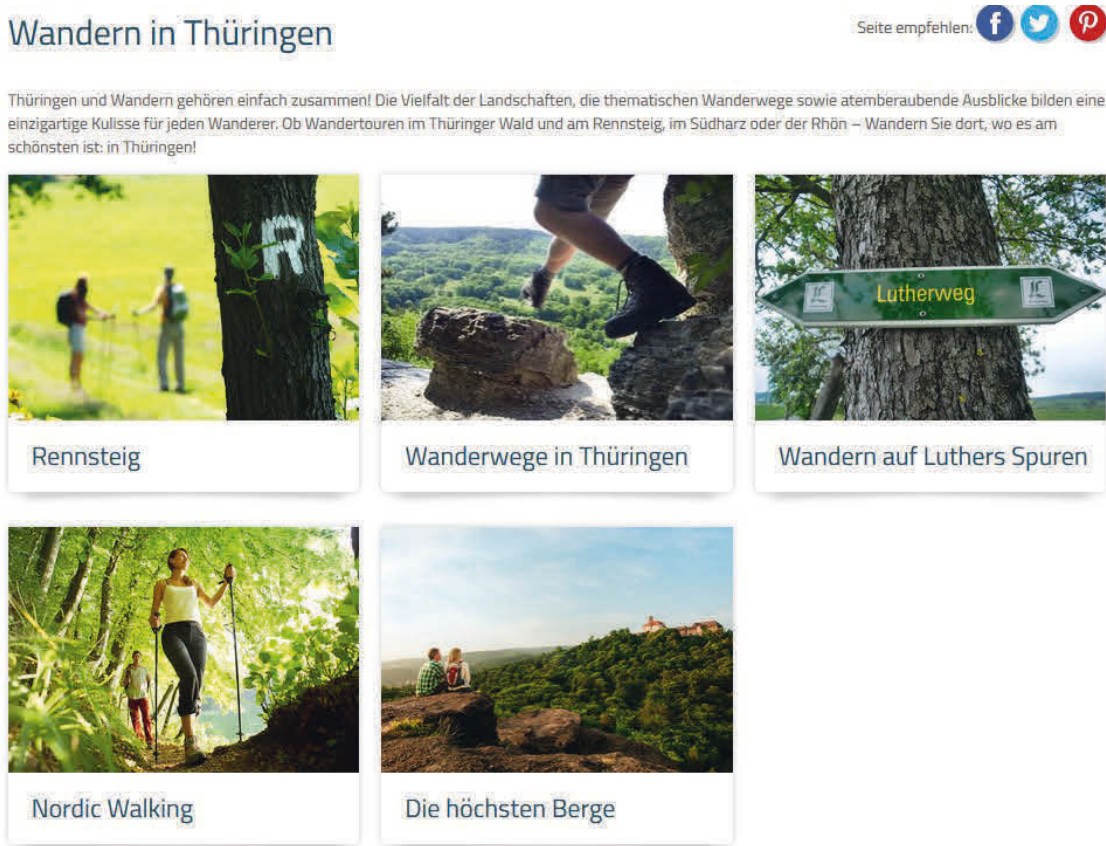 Wandern in Thüringen
Seite empfehlen:
Thüringen und Wandern gehören einfach zusammen! Die Vielfalt der Landschaften, die thematischen Wanderwege sowie atemberaubende Ausblicke bilden eine
einzigartige Kulisse für jeden Wanderer. Ob Wandertouren im Thüringer Wald und am Rennsteig, im Südharz oder der Rhön – Wandern Sie dort, wo es am
schönsten ist: in Thüringen!
R
Lutherweg
Rennsteig
Wanderwege in Thüringen
Wandern auf Luthers Spuren
Nordic Walking
Die höchsten Berge